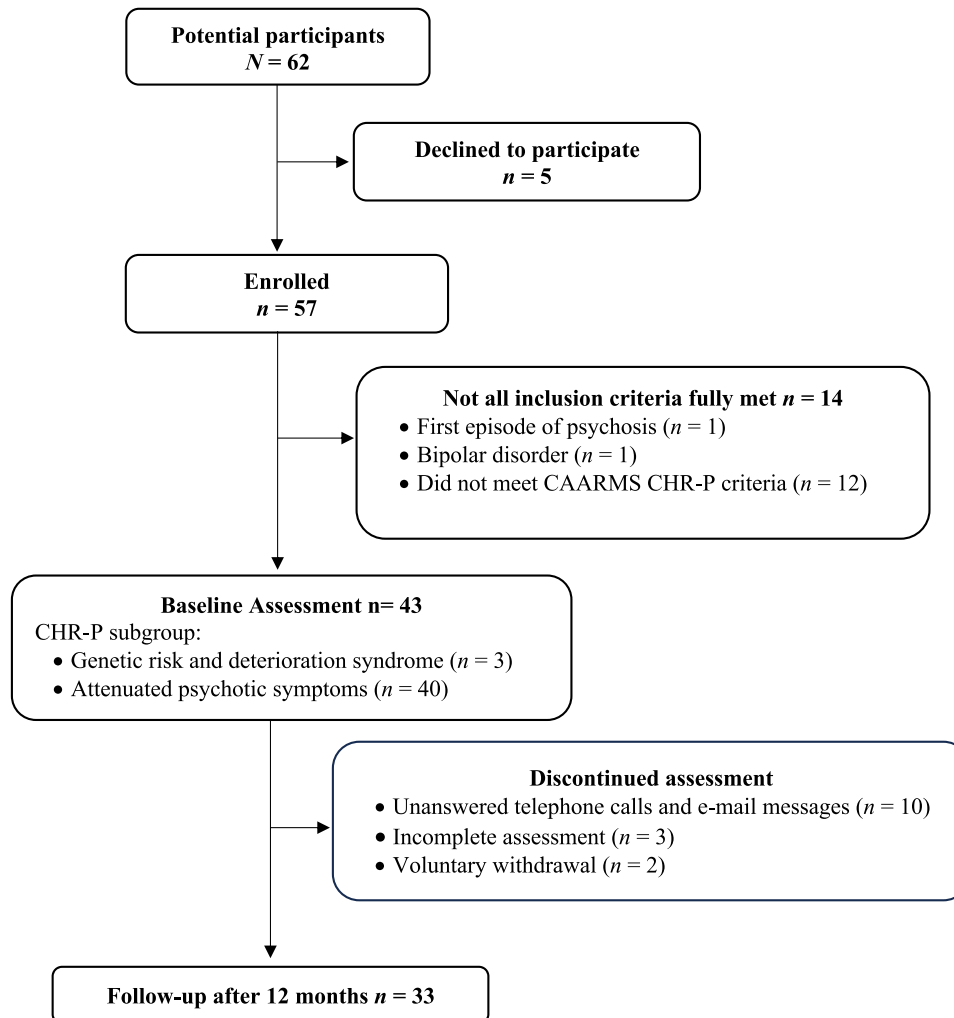 Potential participants
N = 62
Declined to participate
n = 5
Enrolled
n = 57
Not all inclusion criteria fully met n = 14
• First episode of psychosis (n = 1)
• Bipolar disorder (n = 1)
• Did not meet CAARMS CHR-P criteria (n = 12)
Baseline Assessment n= 43
CHR-P subgroup:
• Genetic risk and deterioration syndrome (n = 3)
• Attenuated psychotic symptoms (n = 40)
Discontinued assessment
• Unanswered telephone calls and e-mail messages (n = 10)
• Incomplete assessment (n = 3)
• Voluntary withdrawal (n = 2)
Follow-up after 12 months n = 33